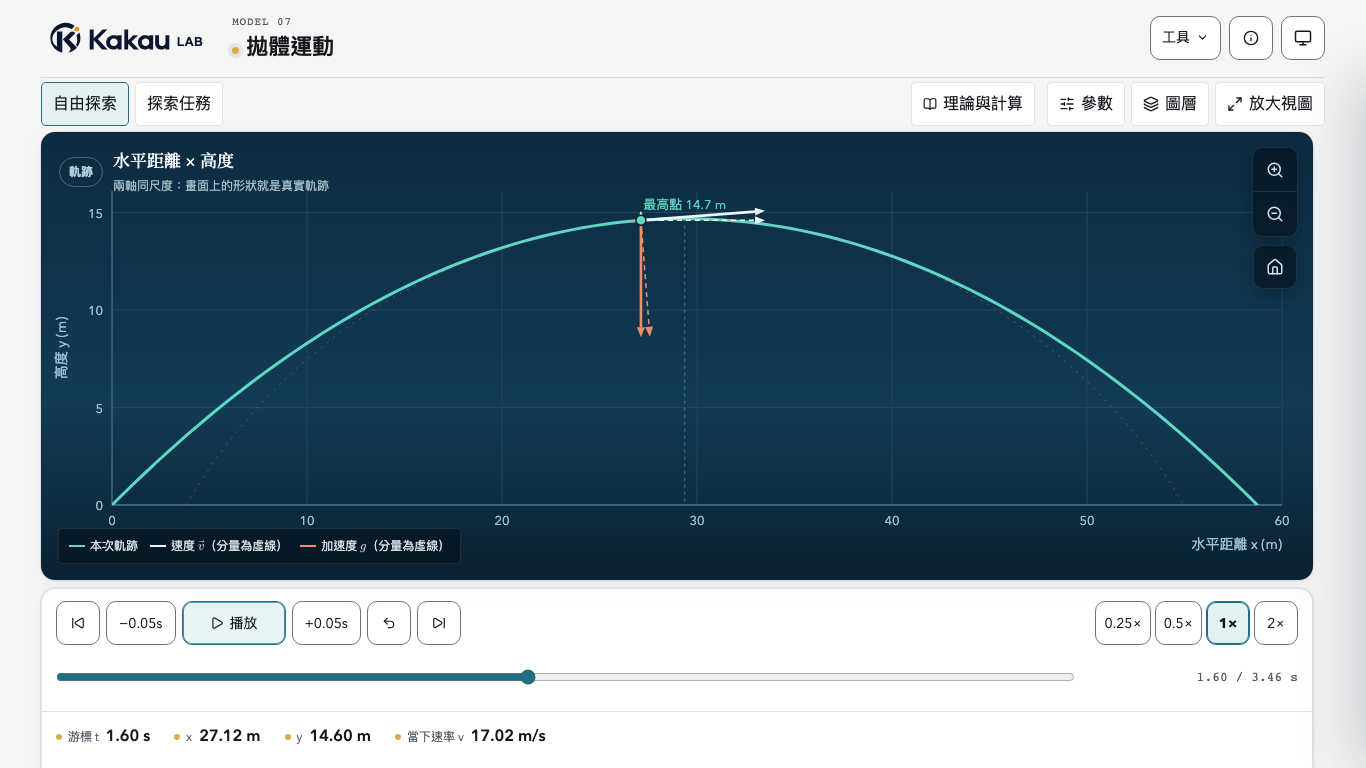 Kakau LAB
MODEL 07
拋體運動
工具
自由探索
探索任務
理論與計算
參數
圖層
放大視圖
軌跡
水平距離 × 高度
兩軸同尺度：畫面上的形狀就是真實軌跡
最高點 14.7 m
15
10
5
0
高度 y (m)
0 10 20 30 40 50 60
水平距離 x (m)
本次軌跡 速度 v⃗（分量為虛線） 加速度 g（分量為虛線）
−0.05s
播放
+0.05s
0.25×
0.5×
1×
2×
1.60 / 3.46 s
游標 t 1.60 s x 27.12 m y 14.60 m 當下速率 v 17.02 m/s